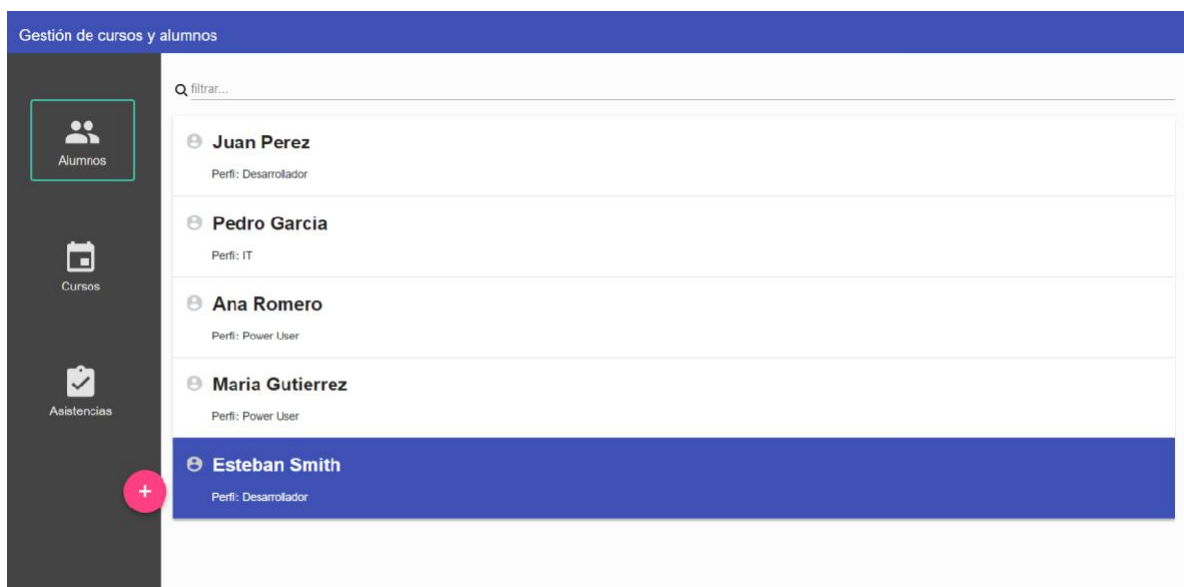 Gestión de cursos y alumnos
filtrar...
Alumnos
Cursos
Asistencias
+
Juan Perez
Perfi: Desarrollador
Pedro García
Perfi: IT
Ana Romero
Perfi: Power User
Maria Gutierrez
Perfi: Power User
Esteban Smith
Perfi: Desarrollador